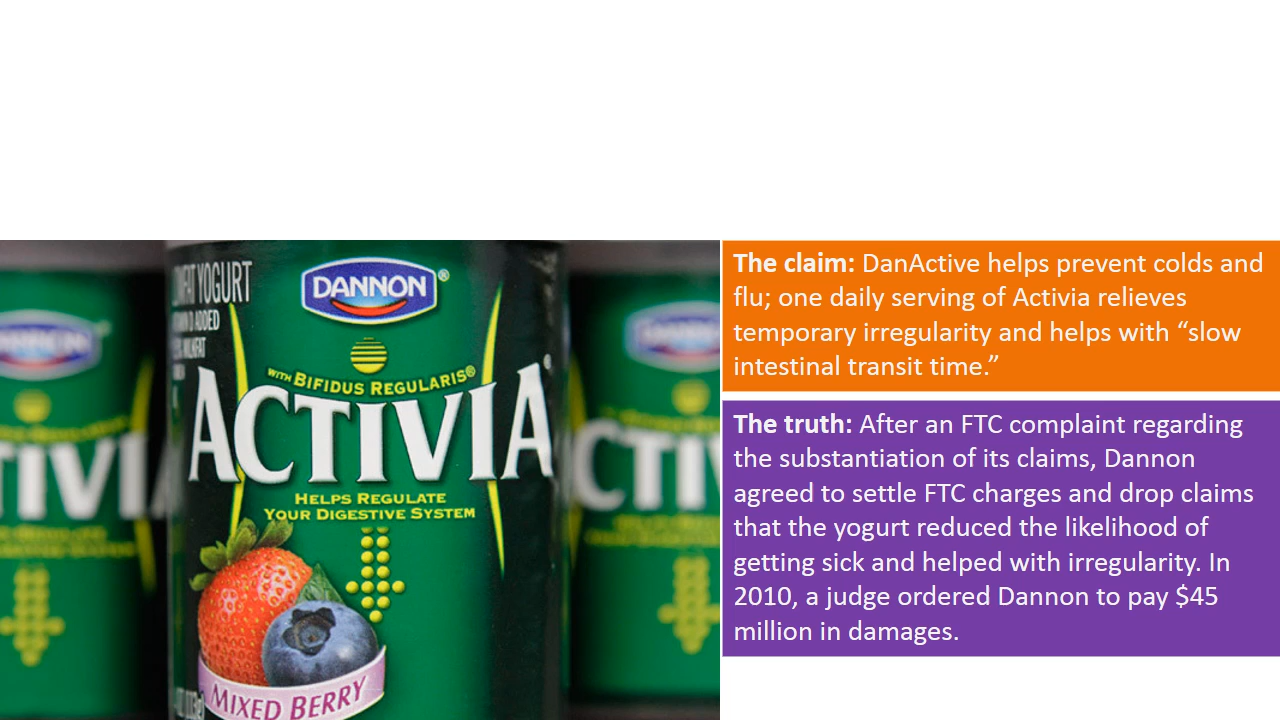 LOWFAT YOGURT
VITAMIN D ADDED
DANNON®
WITH BIFIDUS REGULARIS®
ACTIVIA®
HELPS REGULATE
YOUR DIGESTIVE SYSTEM
MIXED BERRY
The claim: DanActive helps prevent colds and
flu; one daily serving of Activia relieves
temporary irregularity and helps with “slow
intestinal transit time.”
The truth: After an FTC complaint regarding
the substantiation of its claims, Dannon
agreed to settle FTC charges and drop claims
that the yogurt reduced the likelihood of
getting sick and helped with irregularity. In
2010, a judge ordered Dannon to pay $45
million in damages.